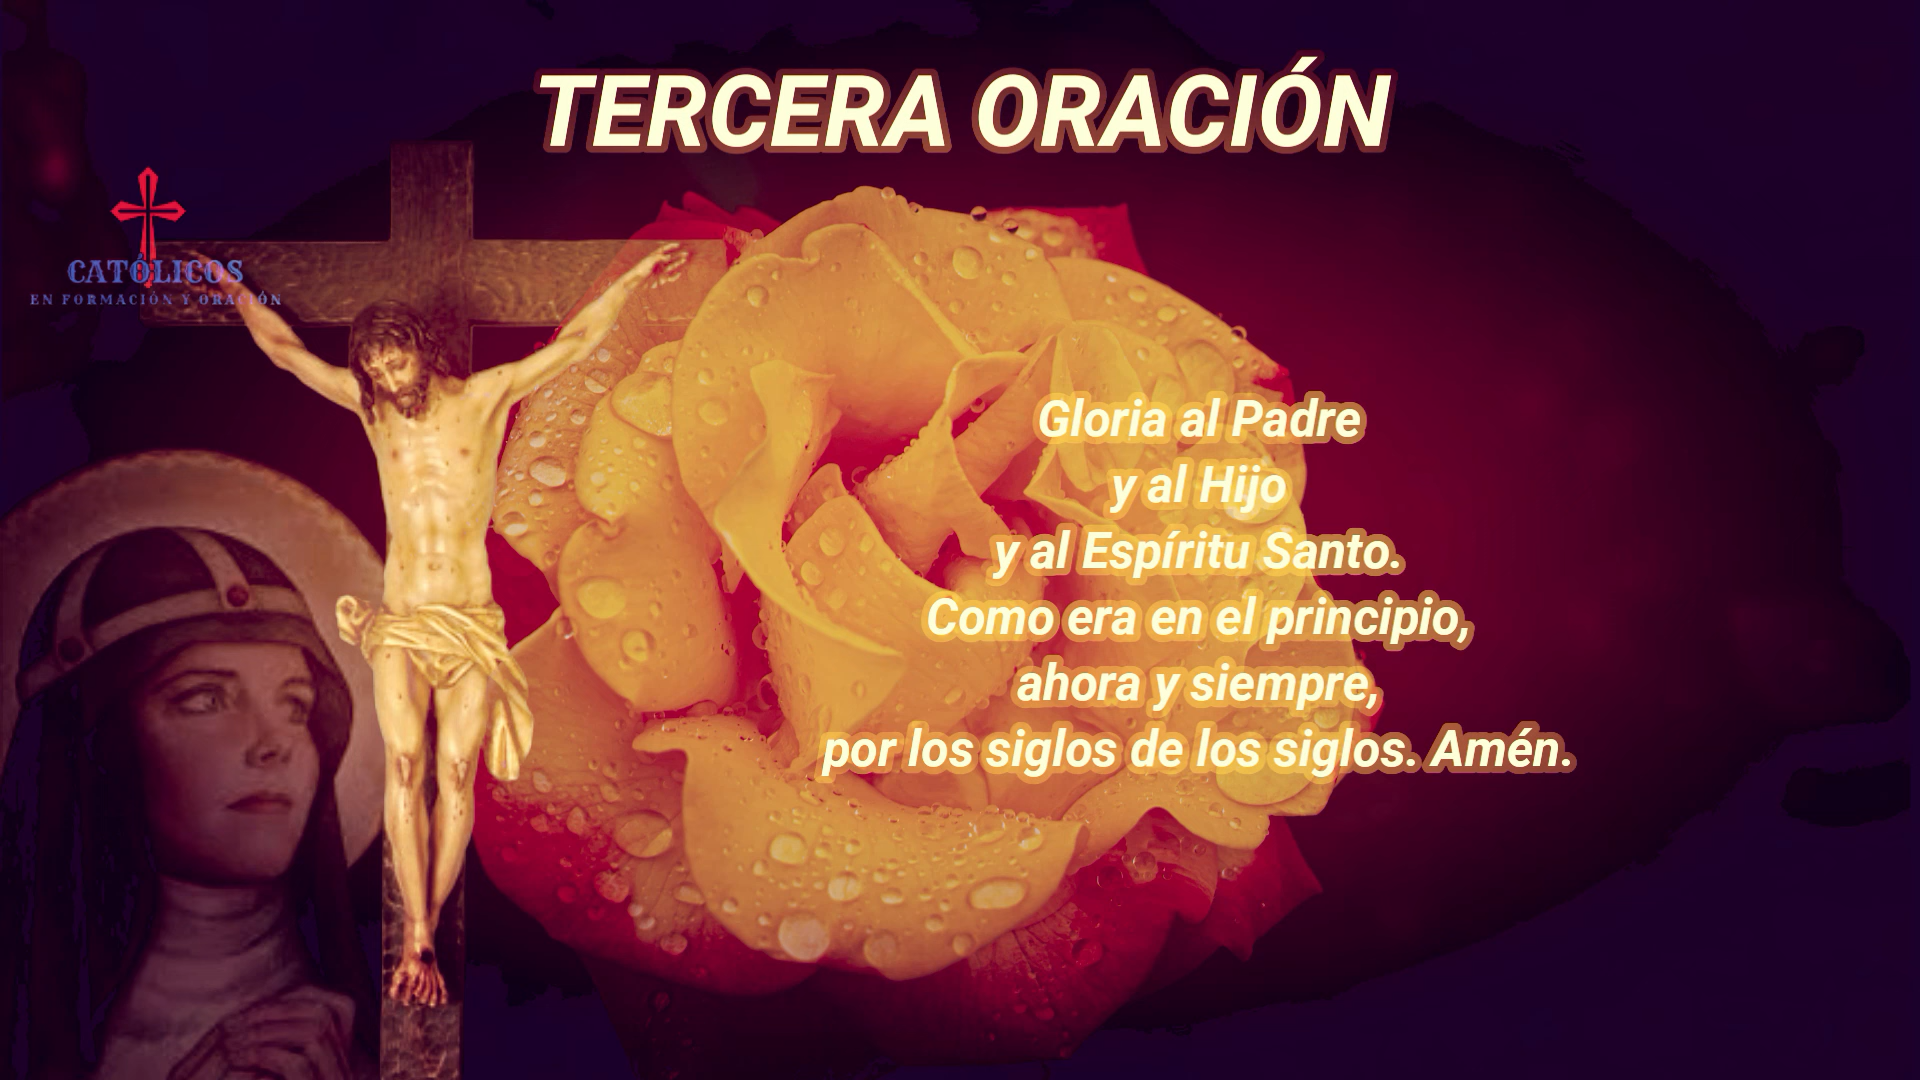 TERCERA ORACIÓN
CATÓLICOS
EN FORMACIÓN Y ORACIÓN
Gloria al Padre
y al Hijo
y al Espíritu Santo.
Como era en el principio,
ahora y siempre,
por los siglos de los siglos. Amén.